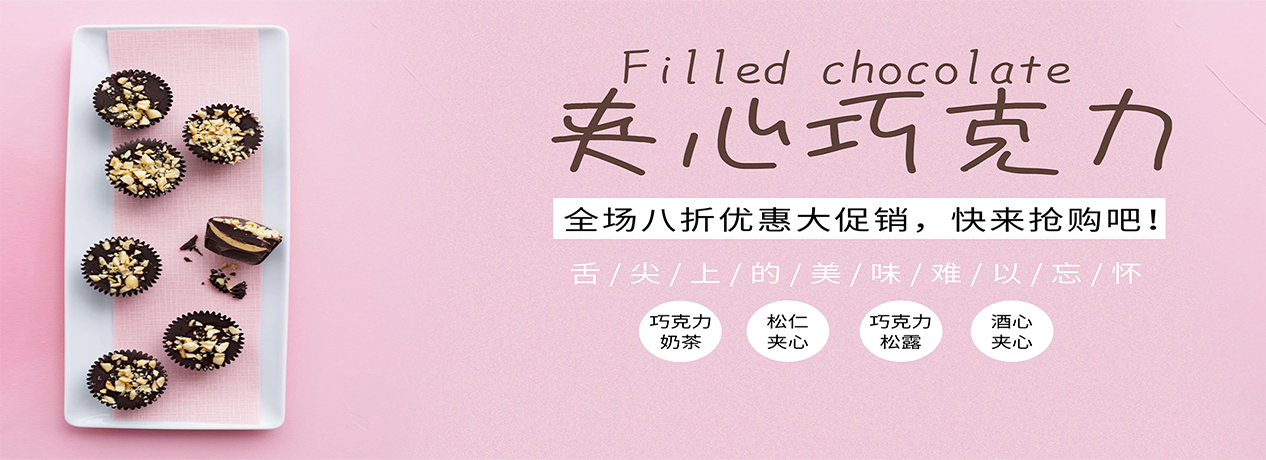 Filled chocolate
夹心巧克力
全场八折优惠大促销，快来抢购吧！
舌/尖/上/的/美/味/难/以/忘/怀
巧克力
奶茶
松仁
夹心
巧克力
松露
酒心
夹心